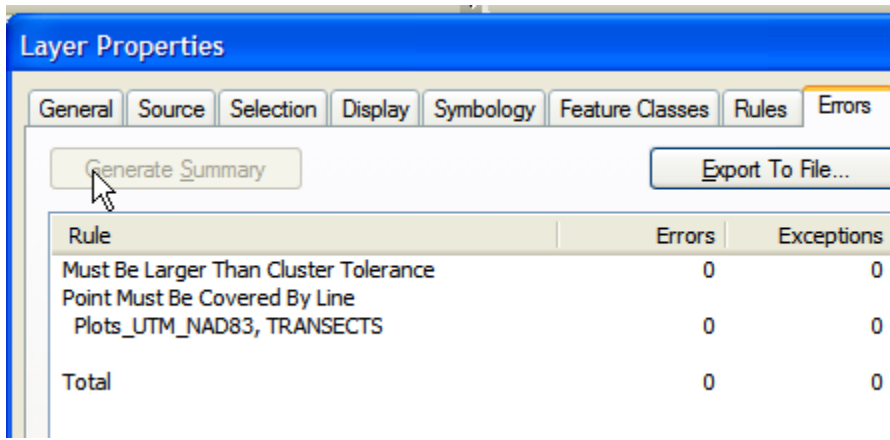 Layer Properties
General Source Selection Display Symbology Feature Classes Rules Errors
Generate Summary Export To File...
Rule Errors Exceptions
Must Be Larger Than Cluster Tolerance 0 0
Point Must Be Covered By Line
Plots_UTM_NAD83, TRANSECTS 0 0
Total 0 0